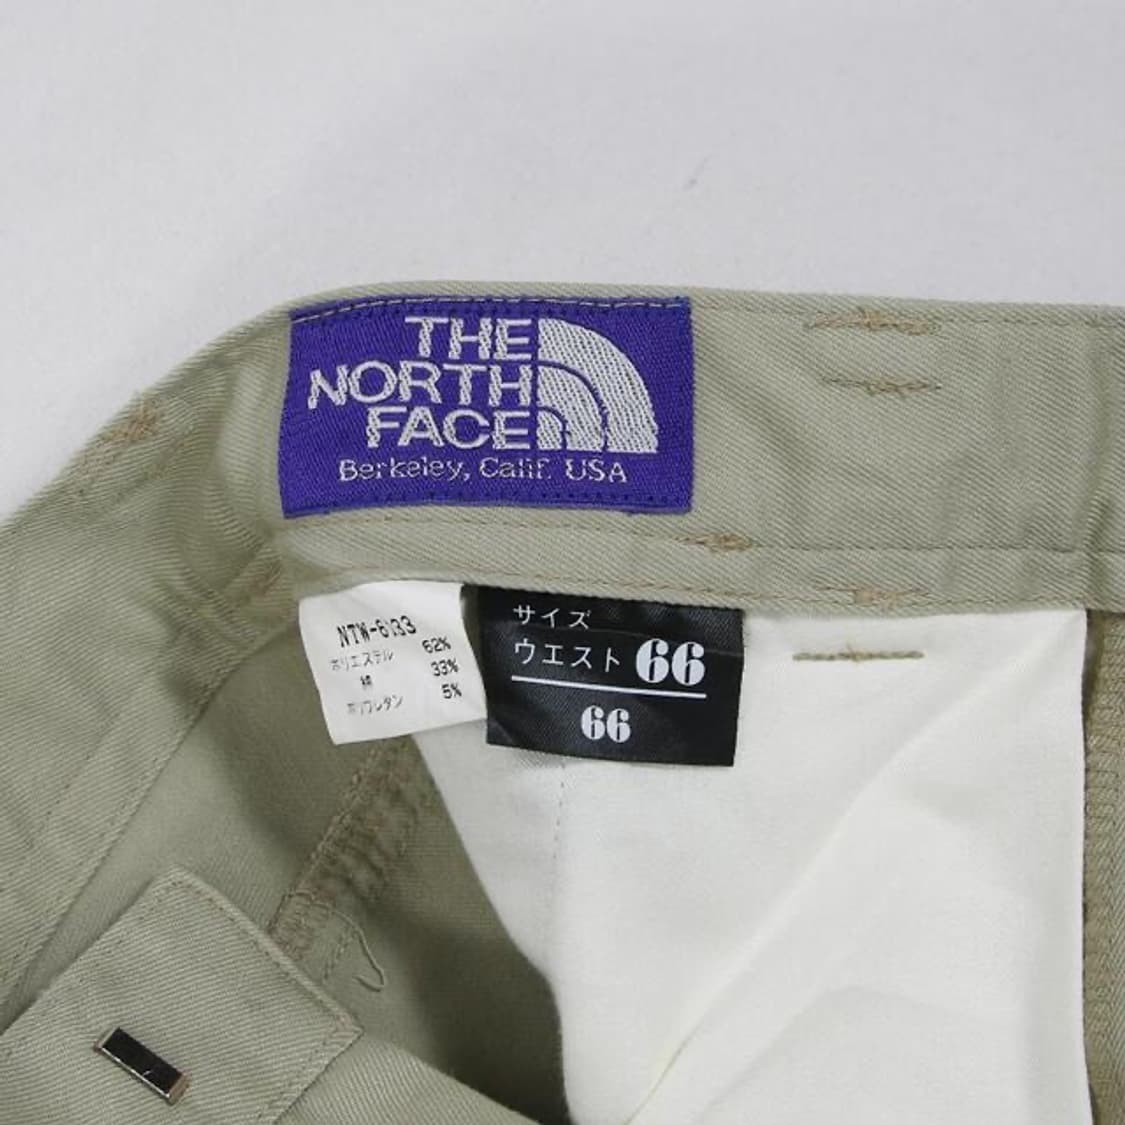 THE
NORTH
FACE
Berkeley, Calif. USA
NTW-6133
ポリエステル 62%
綿 33%
ポリウレタン 5%
サイズ
ウエスト 66
66